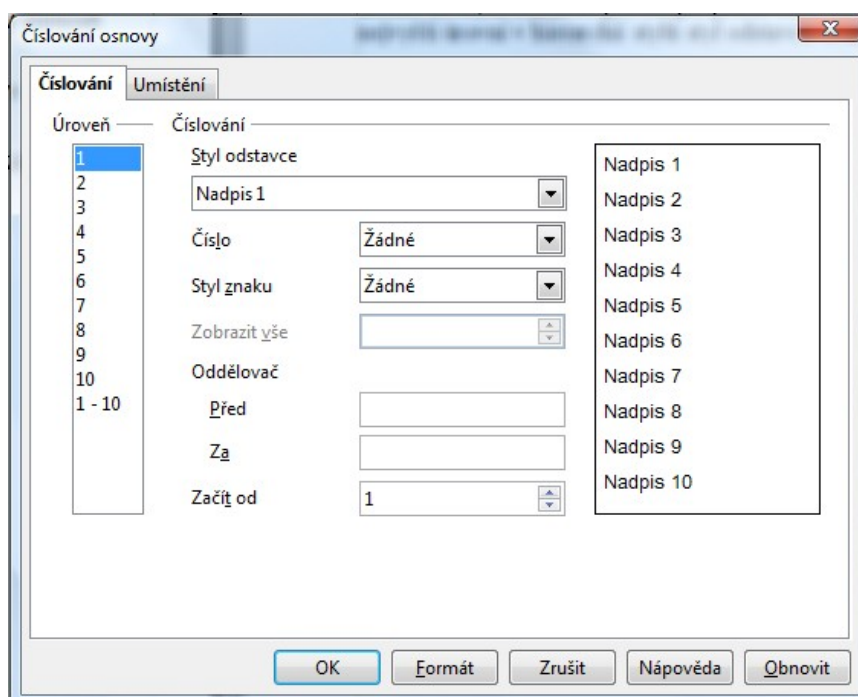 Číslování osnovy
Číslování
Umístění
Úroveň
1
2
3
4
5
6
7
8
9
10
1 - 10
Číslování
Styl odstavce
Nadpis 1
Číslo
Žádné
Styl znaku
Žádné
Zobrazit vše
Oddělovač
Před
Za
Začít od
1
Nadpis 1
Nadpis 2
Nadpis 3
Nadpis 4
Nadpis 5
Nadpis 6
Nadpis 7
Nadpis 8
Nadpis 9
Nadpis 10
OK
Formát
Zrušit
Nápověda
Obnovit